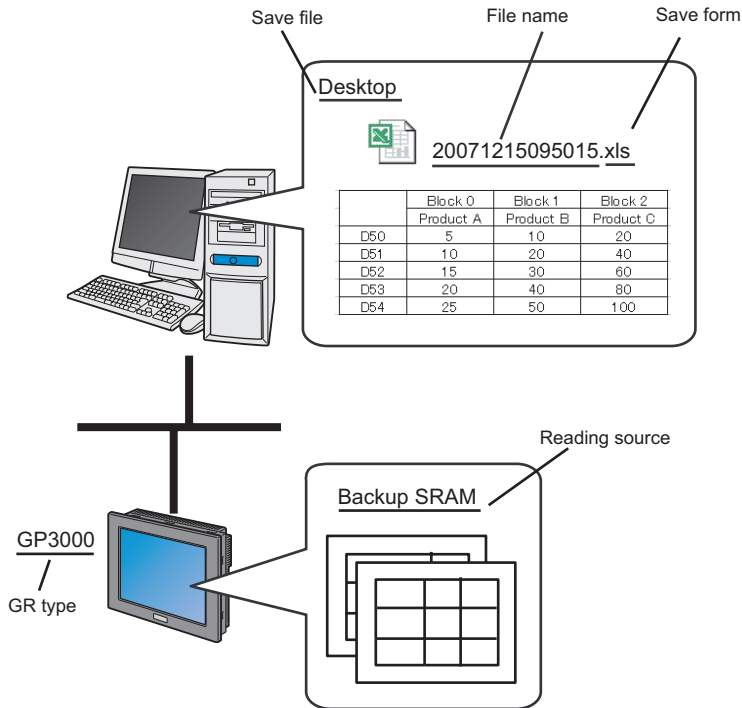 Save file
File name
Save form
Desktop
20071215095015.xls
Block 0 Block 1 Block 2
Product A Product B Product C
D50 5 10 20
D51 10 20 40
D52 15 30 60
D53 20 40 80
D54 25 50 100
Reading source
Backup SRAM
GP3000
GR type